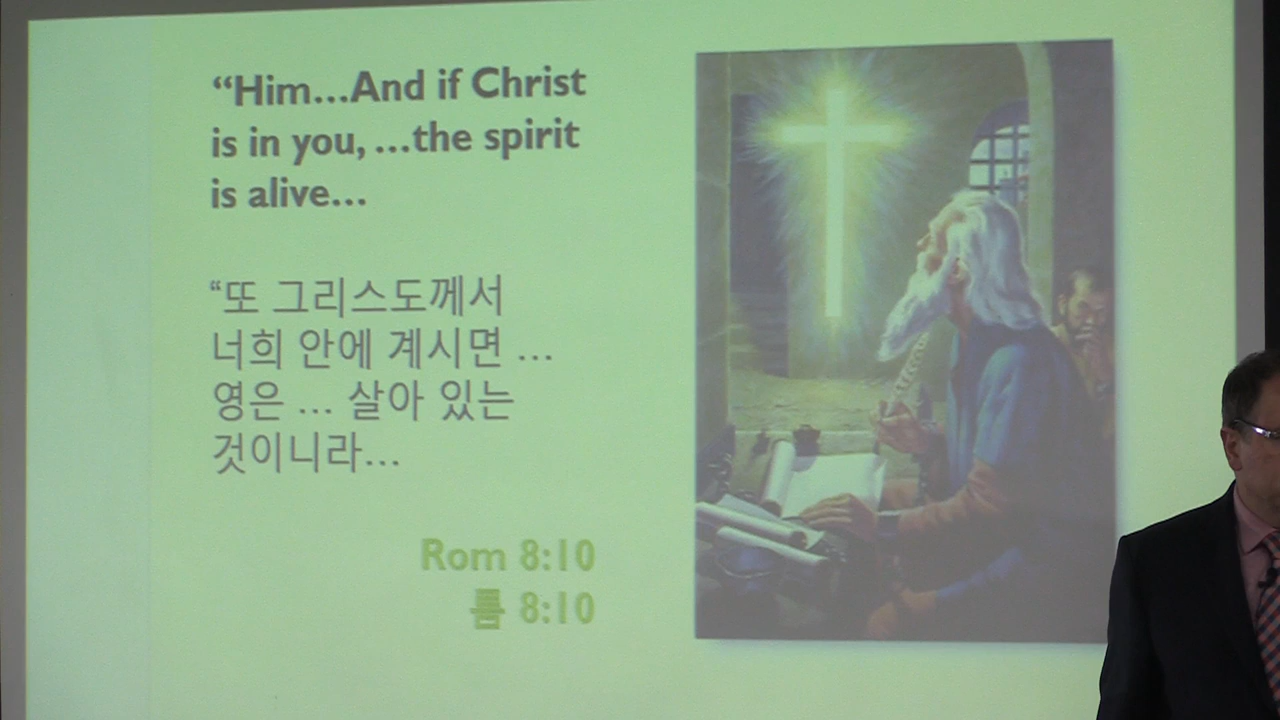 “Him...And if Christ
is in you, ...the spirit
is alive...
“또 그리스도께서
너희 안에 계시면 ...
영은 ... 살아 있는
것이니라...
Rom 8:10
롬 8:10